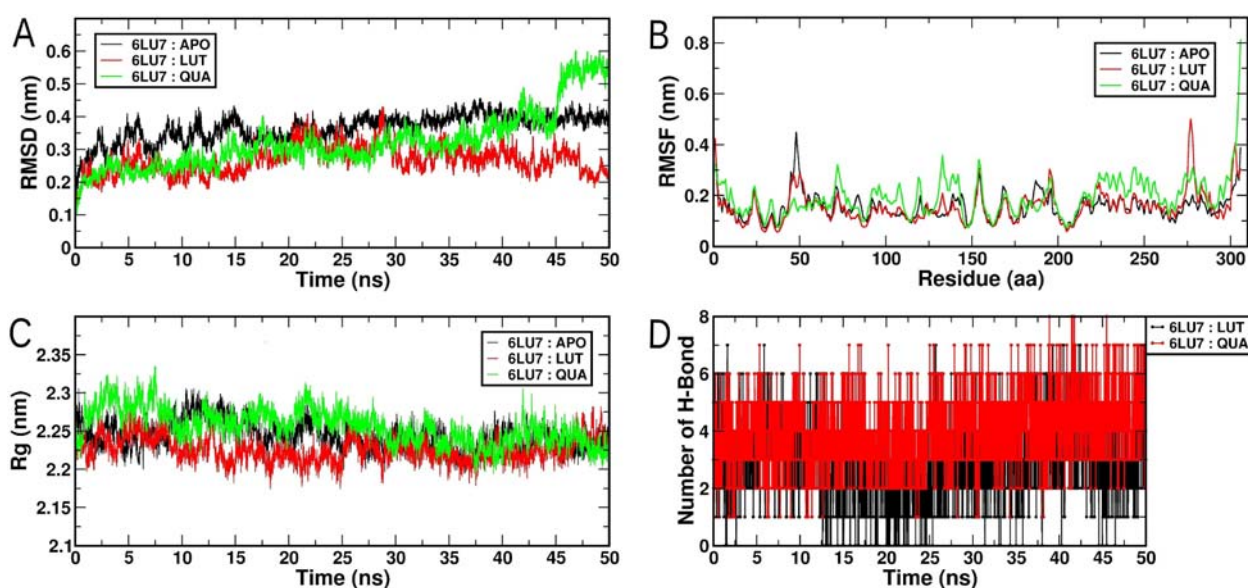 A
6LU7 : APO
6LU7 : LUT
6LU7 : QUA
RMSD (nm)
0.6
0.5
0.4
0.3
0.2
0.1
0
0 5 10 15 20 25 30 35 40 45 50
Time (ns)
B
6LU7 : APO
6LU7 : LUT
6LU7 : QUA
RMSF (nm)
0.8
0.6
0.4
0.2
0
0 50 100 150 200 250 300
Residue (aa)
C
6LU7 : APO
6LU7 : LUT
6LU7 : QUA
Rg (nm)
2.35
2.3
2.25
2.2
2.15
2.1
0 5 10 15 20 25 30 35 40 45 50
Time (ns)
D
6LU7 : LUT
6LU7 : QUA
Number of H-Bond
8
6
4
2
0
0 5 10 15 20 25 30 35 40 45 50
Time (ns)